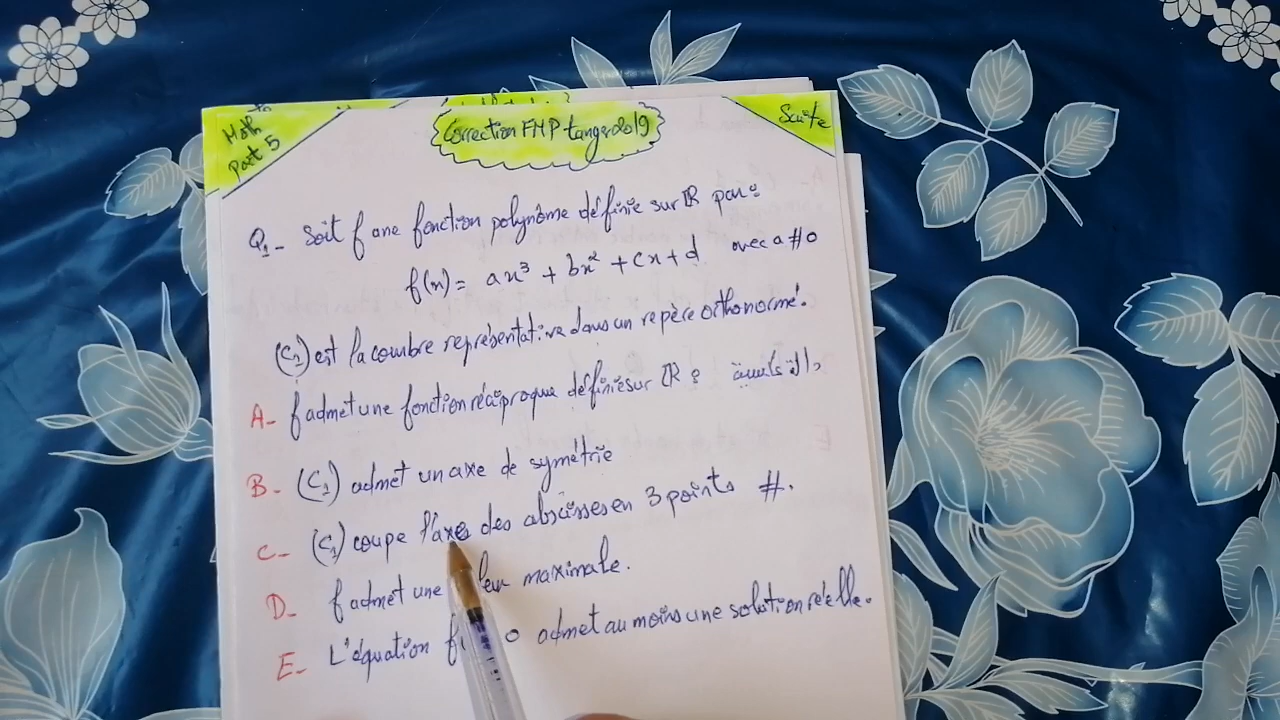 Math
Part 5
Correction FMP tanger 2019
Suite
Q1- Soit f une fonction polynôme définie sur ℝ par:
f(x) = ax³ + bx² + cx + d avec a # 0
(C1) est la courbe représentative dans un repère orthonormé.
A- f admet une fonction réciproque définie sur ℝ:
B- (C1) admet un axe de symétrie
C- (C1) coupe l'axes des abscisses en 3 points #.
D- f admet une maximale.
E- L'équation 0 admet au moins une solution réelle.